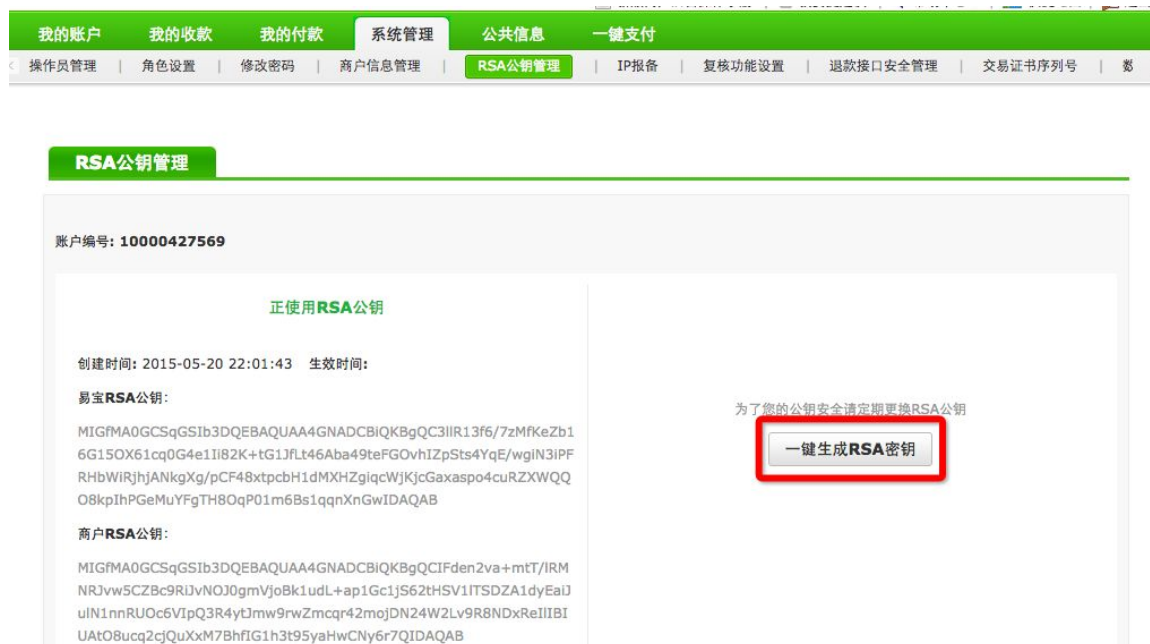 我的账户 我的收款 我的付款 系统管理 公共信息 一键支付
操作员管理 | 角色设置 | 修改密码 | 商户信息管理 | RSA公钥管理 | IP报备 | 复核功能设置 | 退款接口安全管理 | 交易证书序列号 |
RSA公钥管理
账户编号: 10000427569
正使用RSA公钥
创建时间: 2015-05-20 22:01:43 生效时间:
易宝RSA公钥:
MIGfMA0GCSqGSIb3DQEBAQUAA4GNADCBiQKBgQC3llR13f6/7zMfKeZb1
6G15OX61cq0G4e1Ii82K+tG1JfLt46Aba49teFGOvhIZpSts4YqE/wgiN3iPF
RHbWiRjhjANkgXg/pCF48xtpcbH1dMXHZgiqcWjKjcGaxaspo4cuRZXWQQ
O8kpIhPGeMuYFgTH8OqP01m6Bs1qqnXnGwIDAQAB
商户RSA公钥:
MIGfMA0GCSqGSIb3DQEBAQUAA4GNADCBiQKBgQCIFden2va+mtT/lRM
NRJvw5CZBc9RiJvNOJ0gmVjoBk1udL+ap1Gc1jS62tHSV1lTSDZA1dyEaiJ
ulN1nnRUOc6VIpQ3R4ytJmw9rwZmcqr42mojDN24W2Lv9R8NDxReIlIBI
UAtO8ucq2cjQuXxM7BhfIG1h3t95yaHwCNy6r7QIDAQAB
为了您的公钥安全请定期更换RSA公钥
一键生成RSA密钥